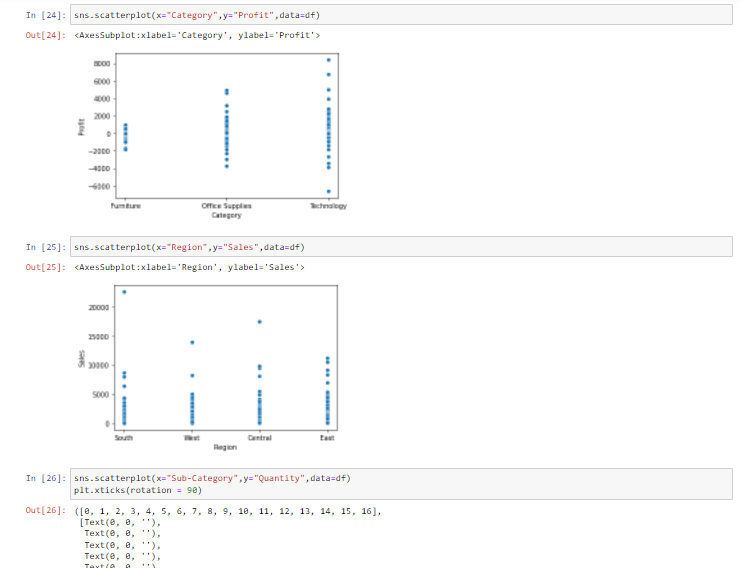 In [24]: sns.scatterplot(x="Category",y="Profit",data=df)
Out[24]: <AxesSubplot:xlabel='Category', ylabel='Profit'>
8000
6000
4000
2000
0
-2000
-4000
-6000
Profit
Furniture Office Supplies Technology
Category
In [25]: sns.scatterplot(x="Region",y="Sales",data=df)
Out[25]: <AxesSubplot:xlabel='Region', ylabel='Sales'>
20000
15000
10000
5000
0
Sales
South West Central East
Region
In [26]: sns.scatterplot(x="Sub-Category",y="Quantity",data=df)
plt.xticks(rotation = 90)
Out[26]: ([0, 1, 2, 3, 4, 5, 6, 7, 8, 9, 10, 11, 12, 13, 14, 15, 16],
[Text(0, 0, ''),
Text(0, 0, ''),
Text(0, 0, ''),
Text(0, 0, ''),
Text(0, 0, ''),